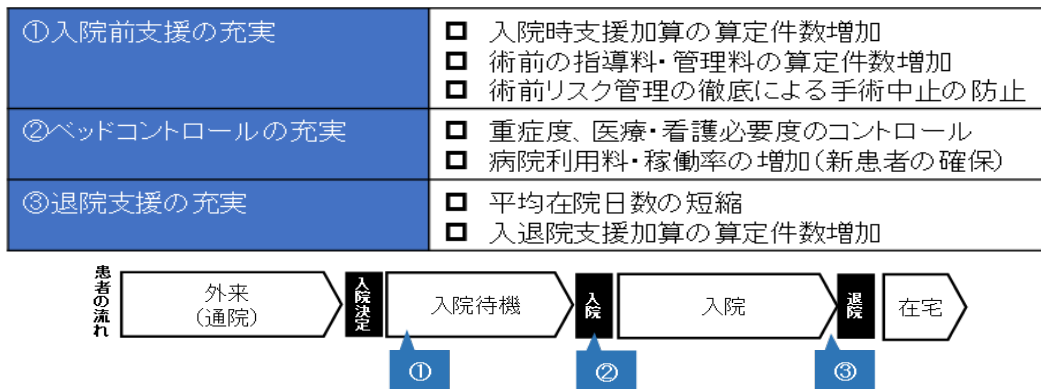 ①入院前支援の充実
入院時支援加算の算定件数増加
術前の指導料・管理料の算定件数増加
術前リスク管理の徹底による手術中止の防止
②ベッドコントロールの充実
重症度、医療・看護必要度のコントロール
病院利用料・稼働率の増加(新患者の確保)
③退院支援の充実
平均在院日数の短縮
入退院支援加算の算定件数増加
患者の流れ
外来
(通院)
入院決定
入院待機
入院
入院
退院
在宅
①
②
③